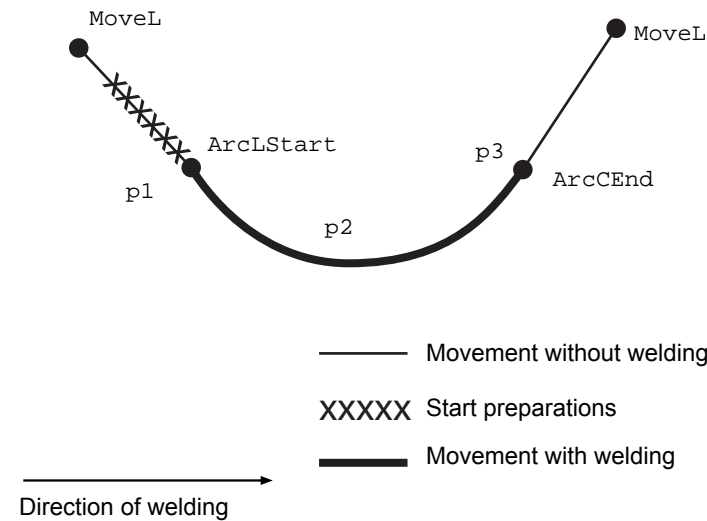 MoveL
MoveL
ArcLStart
p3
ArcCEnd
p1
p2
Movement without welding
XXXXX Start preparations
Movement with welding
Direction of welding